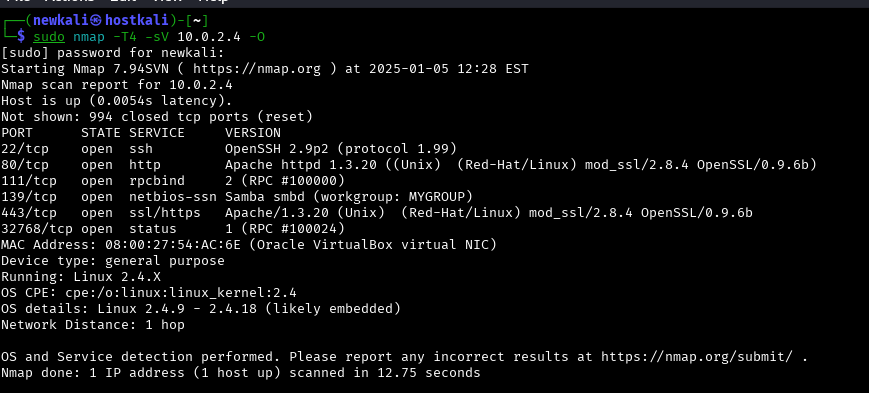 ┌──(newkali㉿hostkali)-[~]
└─$ sudo nmap -T4 -sV 10.0.2.4 -O
[sudo] password for newkali:
Starting Nmap 7.94SVN ( https://nmap.org ) at 2025-01-05 12:28 EST
Nmap scan report for 10.0.2.4
Host is up (0.0054s latency).
Not shown: 994 closed tcp ports (reset)
PORT      STATE SERVICE     VERSION
22/tcp    open  ssh         OpenSSH 2.9p2 (protocol 1.99)
80/tcp    open  http        Apache httpd 1.3.20 ((Unix)  (Red-Hat/Linux) mod_ssl/2.8.4 OpenSSL/0.9.6b)
111/tcp   open  rpcbind     2 (RPC #100000)
139/tcp   open  netbios-ssn Samba smbd (workgroup: MYGROUP)
443/tcp   open  ssl/https   Apache/1.3.20 (Unix)  (Red-Hat/Linux) mod_ssl/2.8.4 OpenSSL/0.9.6b
32768/tcp open  status      1 (RPC #100024)
MAC Address: 08:00:27:54:AC:6E (Oracle VirtualBox virtual NIC)
Device type: general purpose
Running: Linux 2.4.X
OS CPE: cpe:/o:linux:linux_kernel:2.4
OS details: Linux 2.4.9 - 2.4.18 (likely embedded)
Network Distance: 1 hop

OS and Service detection performed. Please report any incorrect results at https://nmap.org/submit/ .
Nmap done: 1 IP address (1 host up) scanned in 12.75 seconds